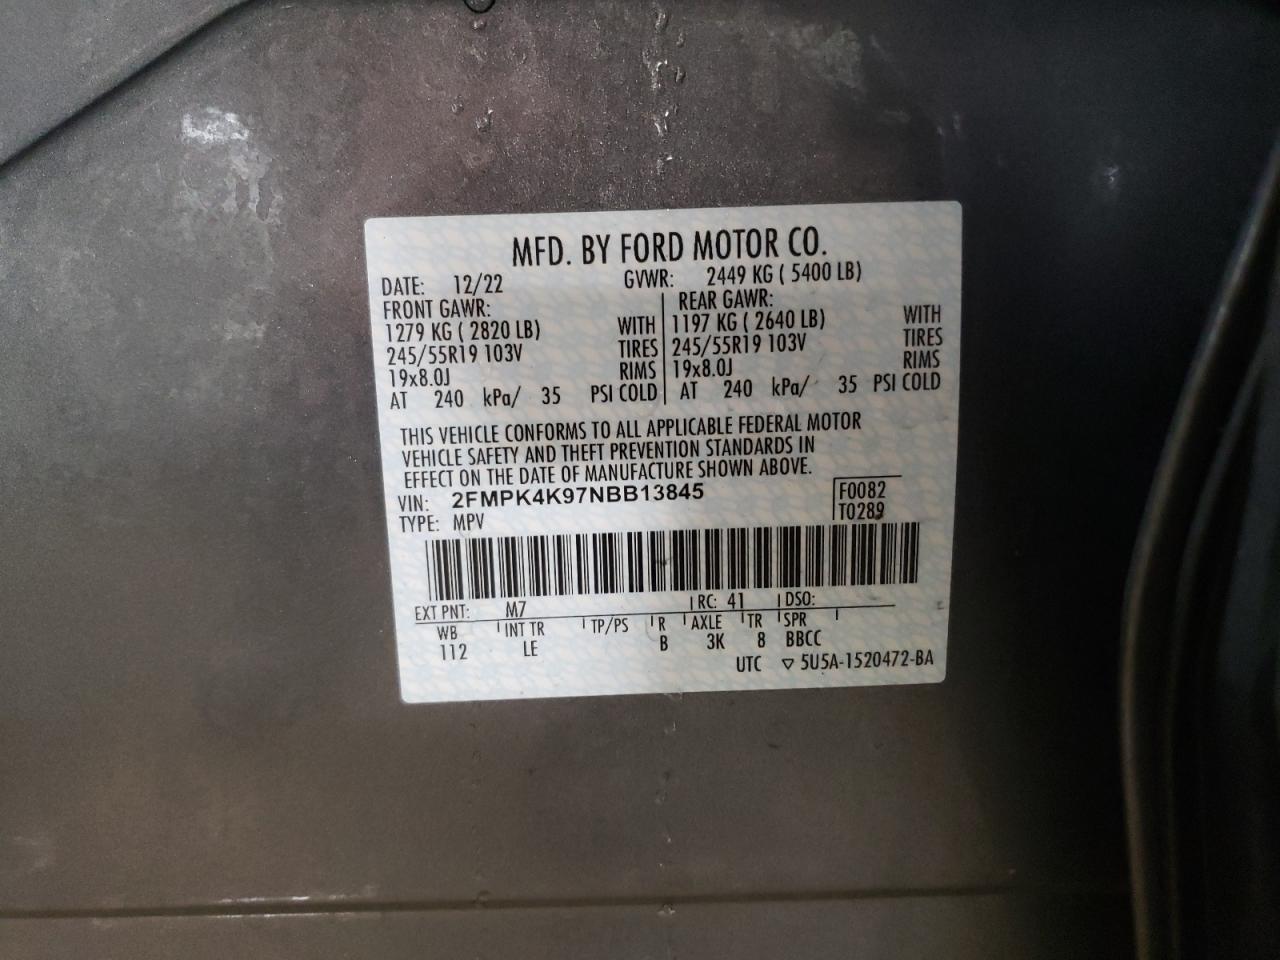 MFD. BY FORD MOTOR CO.
DATE: 12/22 GVWR: 2449 KG ( 5400 LB)
FRONT GAWR: REAR GAWR:
1279 KG ( 2820 LB) WITH 1197 KG ( 2640 LB) WITH
245/55R19 103V TIRES 245/55R19 103V TIRES
19x8.0J RIMS 19x8.0J RIMS
AT 240 kPa/ 35 PSI COLD AT 240 kPa/ 35 PSI COLD
THIS VEHICLE CONFORMS TO ALL APPLICABLE FEDERAL MOTOR
VEHICLE SAFETY AND THEFT PREVENTION STANDARDS IN
EFFECT ON THE DATE OF MANUFACTURE SHOWN ABOVE.
VIN: 2FMPK4K97NBB13845 F0082
TYPE: MPV T0289
EXT PNT: M7 RC: 41 DSO:
WB INT TR TP/PS R AXLE TR SPR
112 LE B 3K 8 BBCC
UTC ▽ 5U5A-1520472-BA